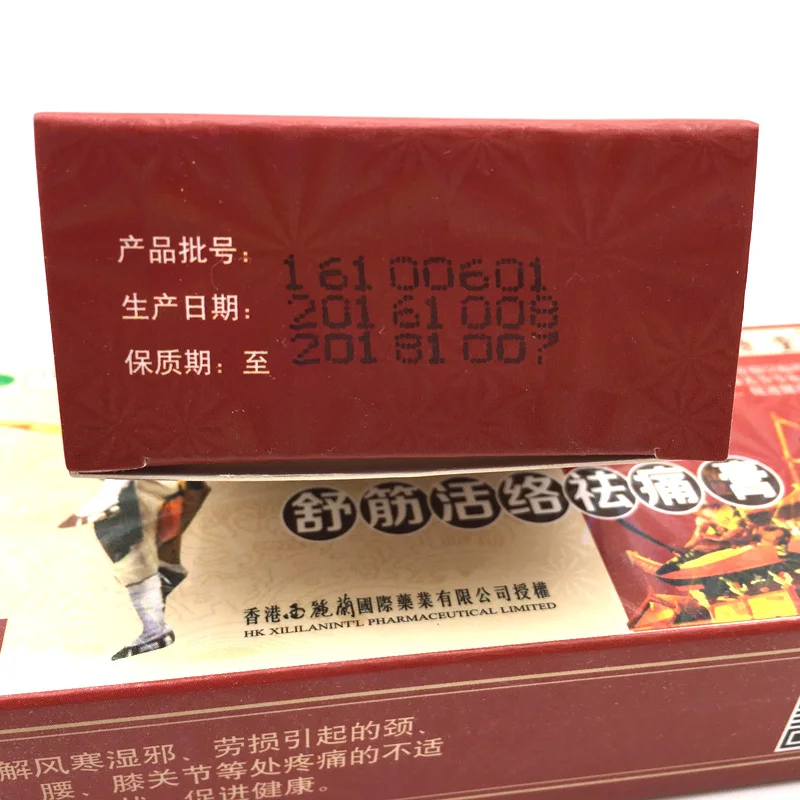 产品批号: 16100601
生产日期: 20161008
保质期: 至 20181007
舒筋活络祛痛膏
香港西麗蘭國際藥業有限公司授權
HK XILILANINT'L PHARMACEUTICAL LIMITED
解风寒湿邪、劳损引起的颈、
腰、膝关节等处疼痛的不适
促进健康。